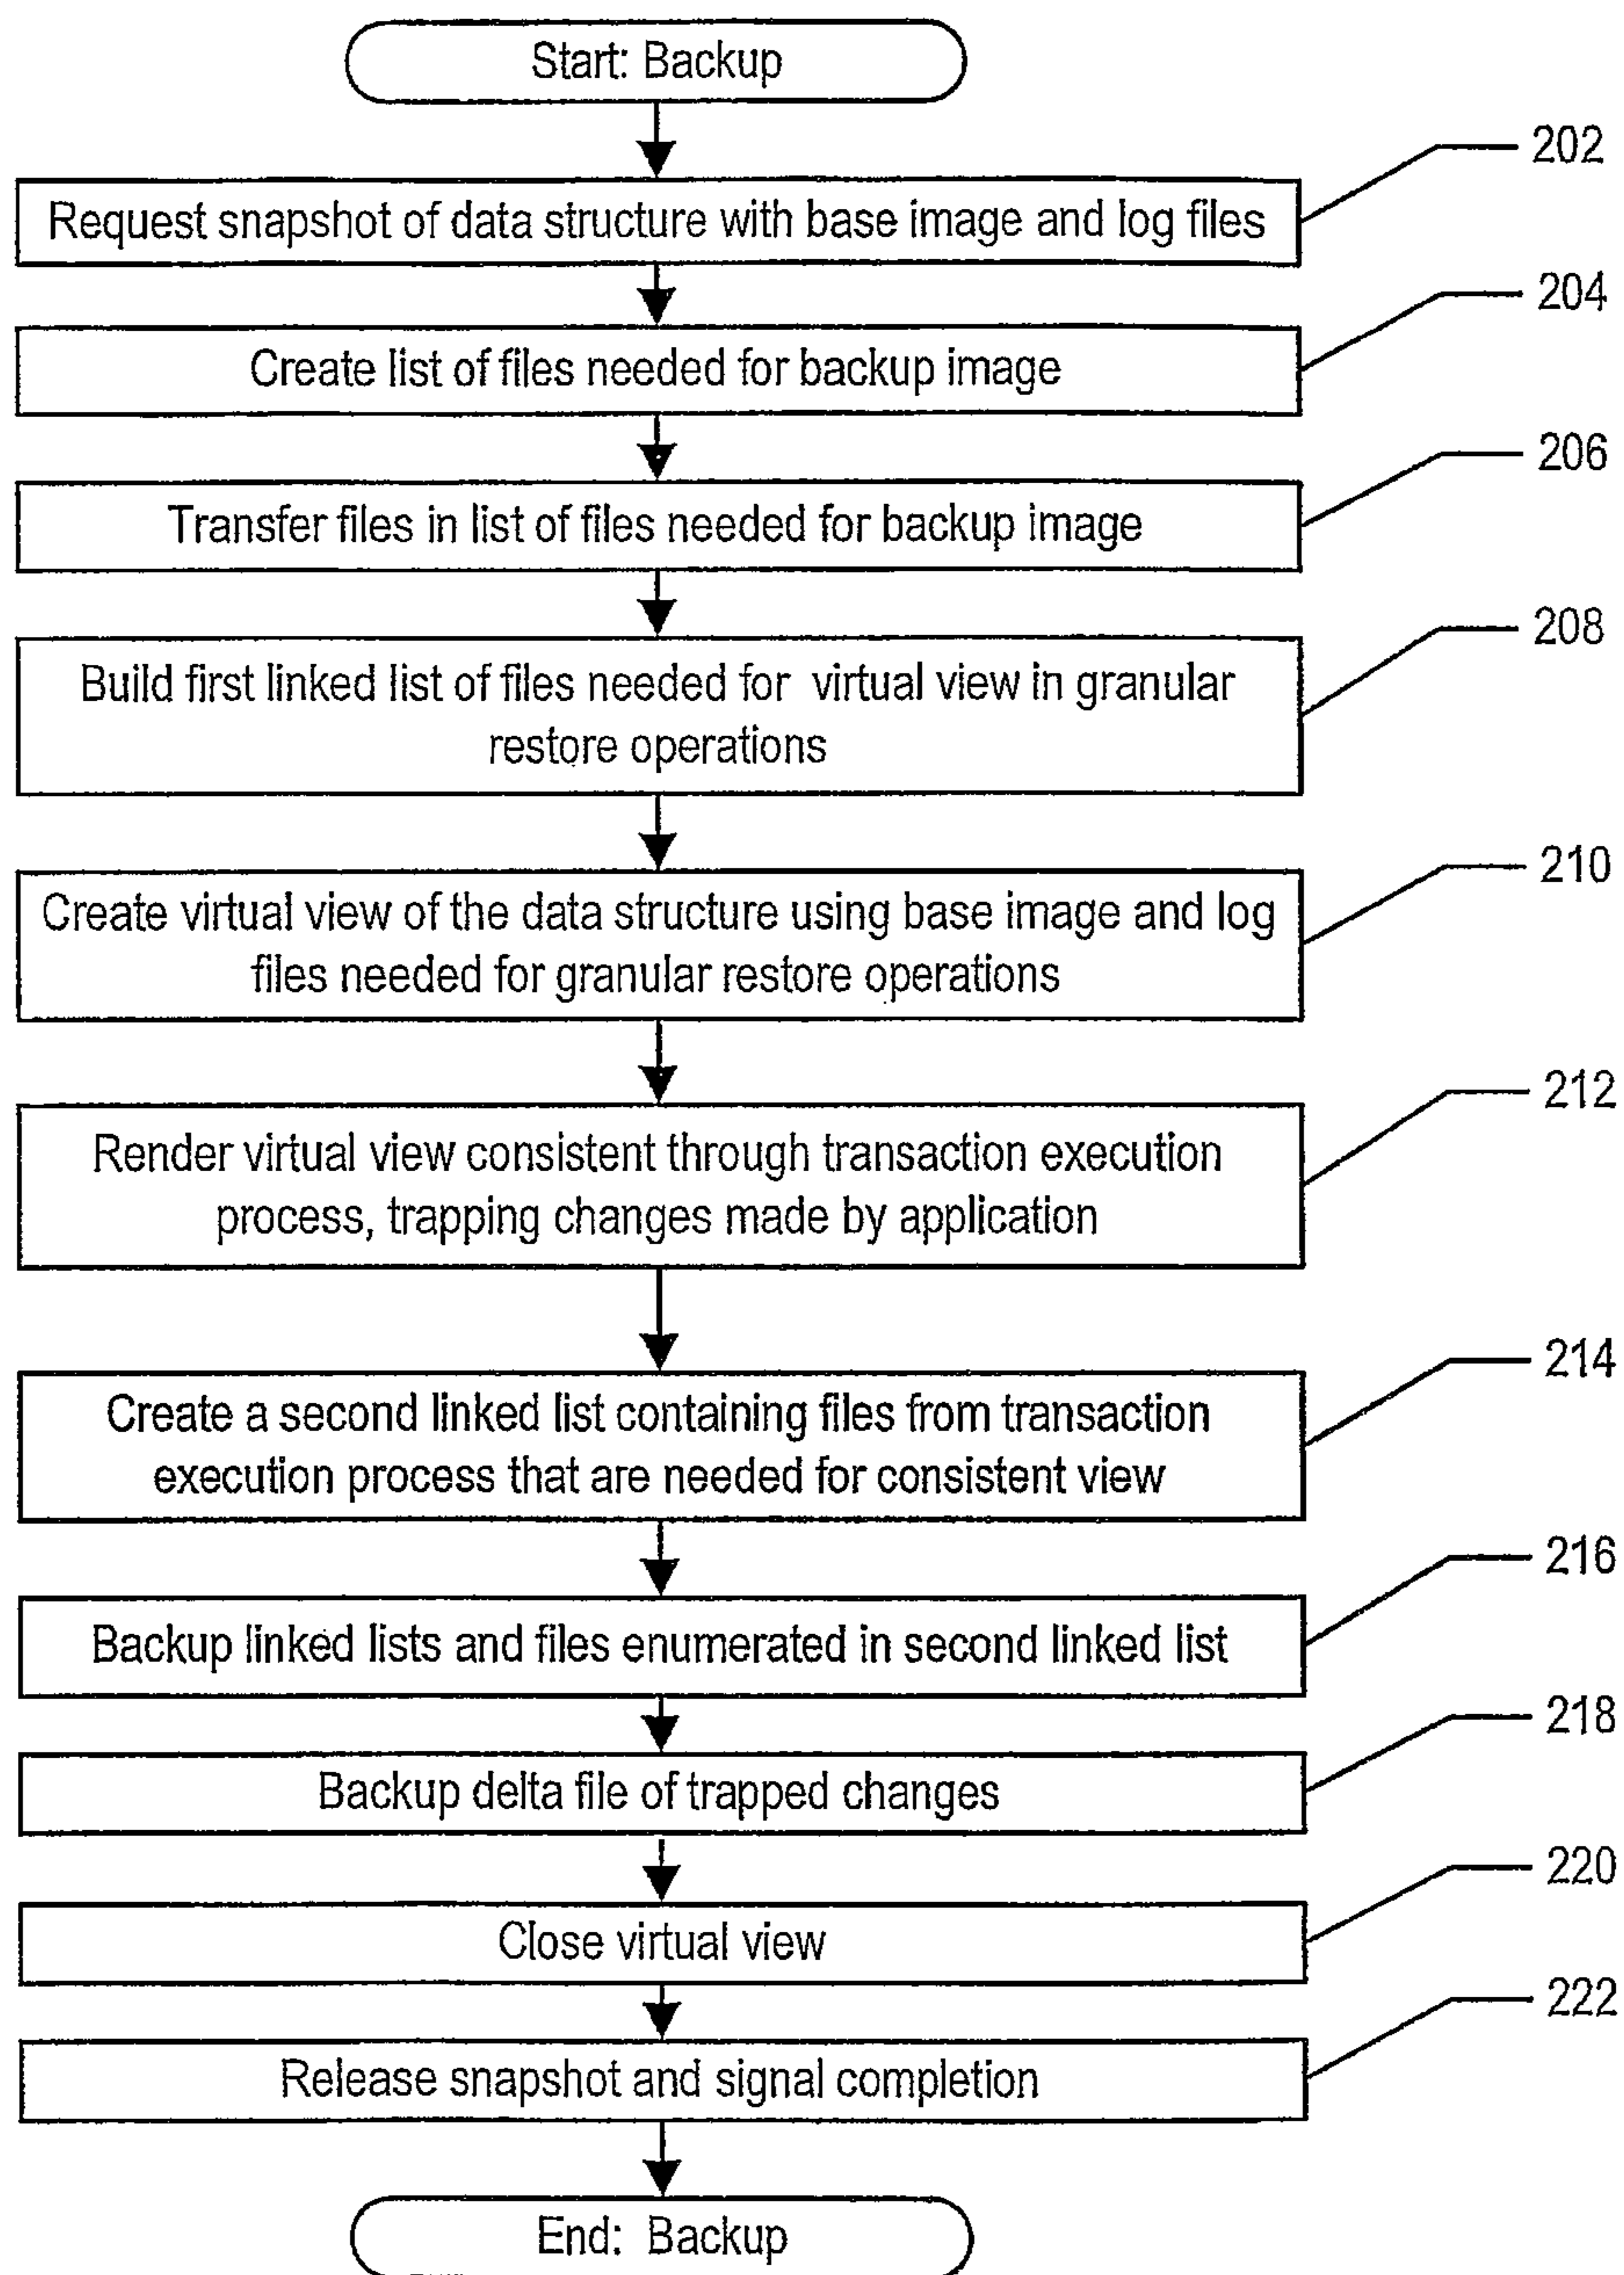 Start: Backup
202
Request snapshot of data structure with base image and log files
204
Create list of files needed for backup image
206
Transfer files in list of files needed for backup image
208
Build first linked list of files needed for virtual view in granular
restore operations
210
Create virtual view of the data structure using base image and log
files needed for granular restore operations
212
Render virtual view consistent through transaction execution
process, trapping changes made by application
214
Create a second linked list containing files from transaction
execution process that are needed for consistent view
216
Backup linked lists and files enumerated in second linked list
218
Backup delta file of trapped changes
220
Close virtual view
222
Release snapshot and signal completion
End: Backup